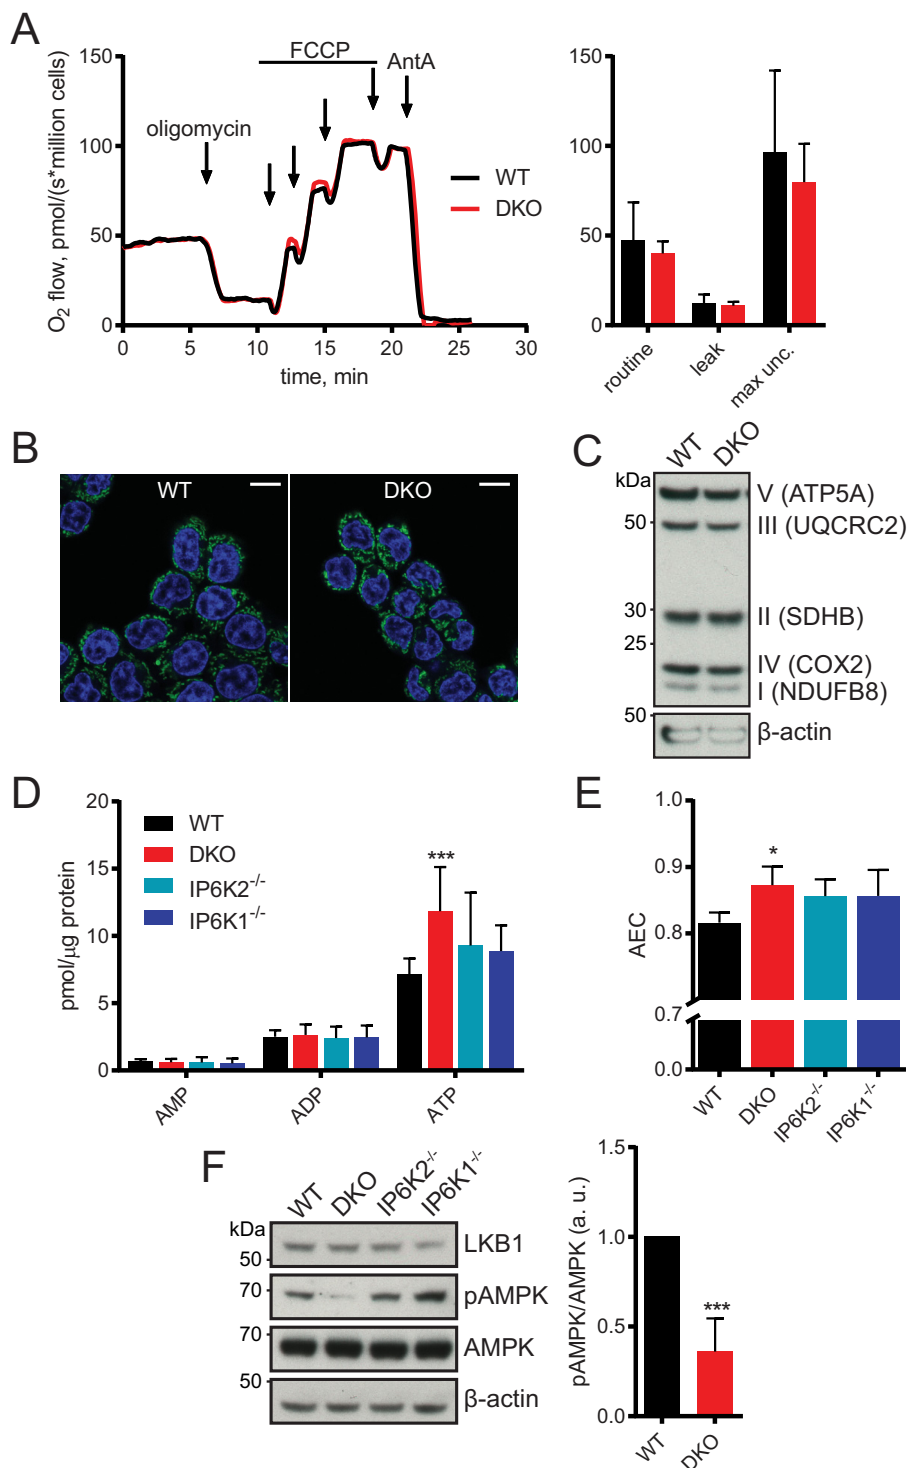 A
O₂ flow, pmol/(s*million cells)
150
100
50
0
FCCP
AntA
oligomycin
WT
DKO
0 5 10 15 20 25 30
time, min
150
100
50
0
routine
leak
max unc.
B
WT
DKO
C
WT DKO
kDa
50
30
25
50
V (ATP5A)
III (UQCRC2)
II (SDHB)
IV (COX2)
I (NDUFB8)
β-actin
D
pmol/µg protein
20
15
10
5
0
WT
DKO
IP6K2⁻/⁻
IP6K1⁻/⁻
***
AMP
ADP
ATP
E
AEC
1.0
0.9
0.8
0.7
0.0
*
WT
DKO
IP6K2⁻/⁻
IP6K1⁻/⁻
F
WT DKO IP6K2⁻/⁻ IP6K1⁻/⁻
kDa
50
LKB1
70
pAMPK
70
AMPK
50
β-actin
pAMPK/AMPK (a. u.)
1.5
1.0
0.5
0.0
***
WT
DKO